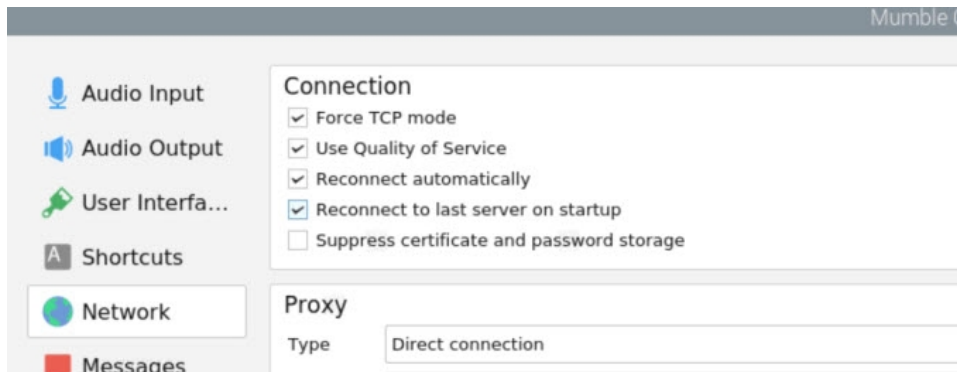 Mumble
Audio Input
Audio Output
User Interfa...
Shortcuts
Network
Messages
Connection
Force TCP mode
Use Quality of Service
Reconnect automatically
Reconnect to last server on startup
Suppress certificate and password storage
Proxy
Type Direct connection